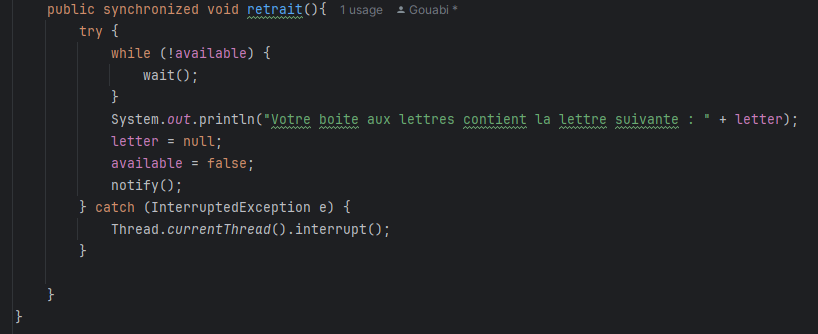 public synchronized void retrait(){ 1 usage Gouabi *
try {
while (!available) {
wait();
}
System.out.println("Votre boite aux lettres contient la lettre suivante : " + letter);
letter = null;
available = false;
notify();
} catch (InterruptedException e) {
Thread.currentThread().interrupt();
}
}
}